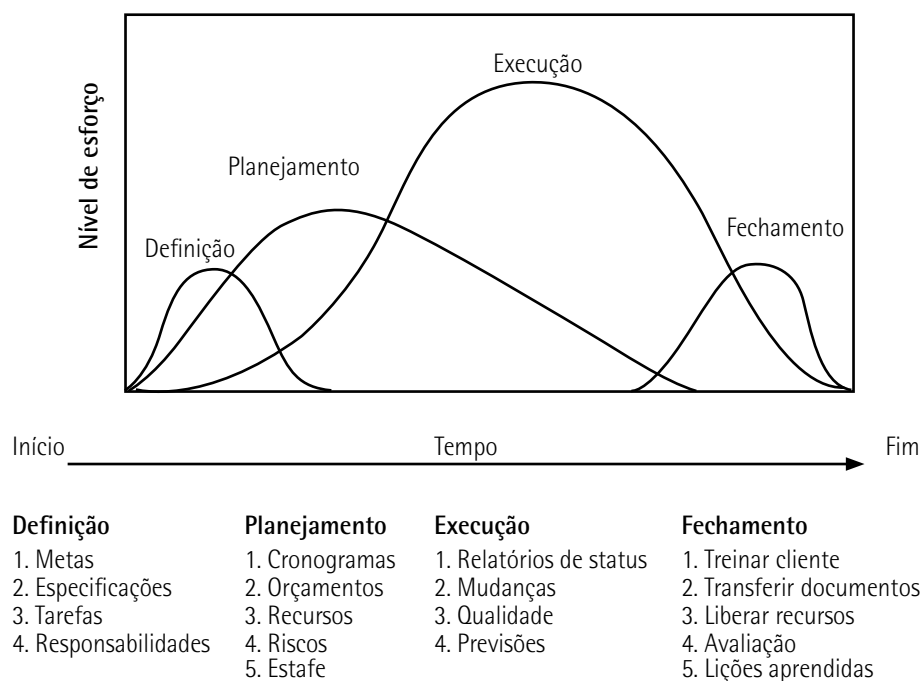 Nível de esforço
Execução
Planejamento
Fechamento
Definição
Início
Tempo
Fim
Definição
1. Metas
2. Especificações
3. Tarefas
4. Responsabilidades
Planejamento
1. Cronogramas
2. Orçamentos
3. Recursos
4. Riscos
5. Estafe
Execução
1. Relatórios de status
2. Mudanças
3. Qualidade
4. Previsões
Fechamento
1. Treinar cliente
2. Transferir documentos
3. Liberar recursos
4. Avaliação
5. Lições aprendidas